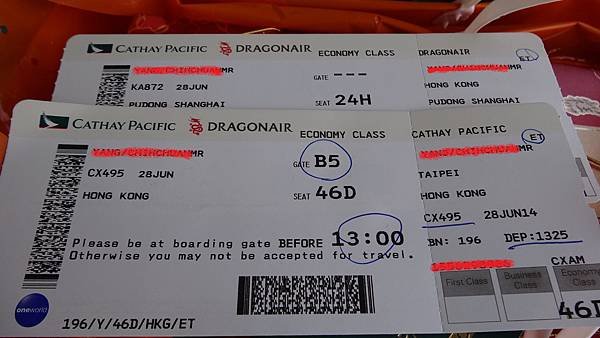 CATHAY PACIFIC DRAGONAIR ECONOMY CLASS DRAGONAIR
ET
MR
KA872 28JUN GATE ---
HONG KONG
PUDONG SHANGHAI SEAT 24H PUDONG SHANGHAI
CATHAY PACIFIC DRAGONAIR ECONOMY CLASS CATHAY PACIFIC
ET
MR GATE B5 MR
CX495 28JUN TAIPEI
HONG KONG SEAT 46D HONG KONG
CX495 28JUN14
Please be at boarding gate BEFORE 13:00 BN: 196 DEP:1325
Otherwise you may not be accepted for travel.
CXAM
First Class Business Class Economy Class
oneworld
46D
196/Y/46D/HKG/ET